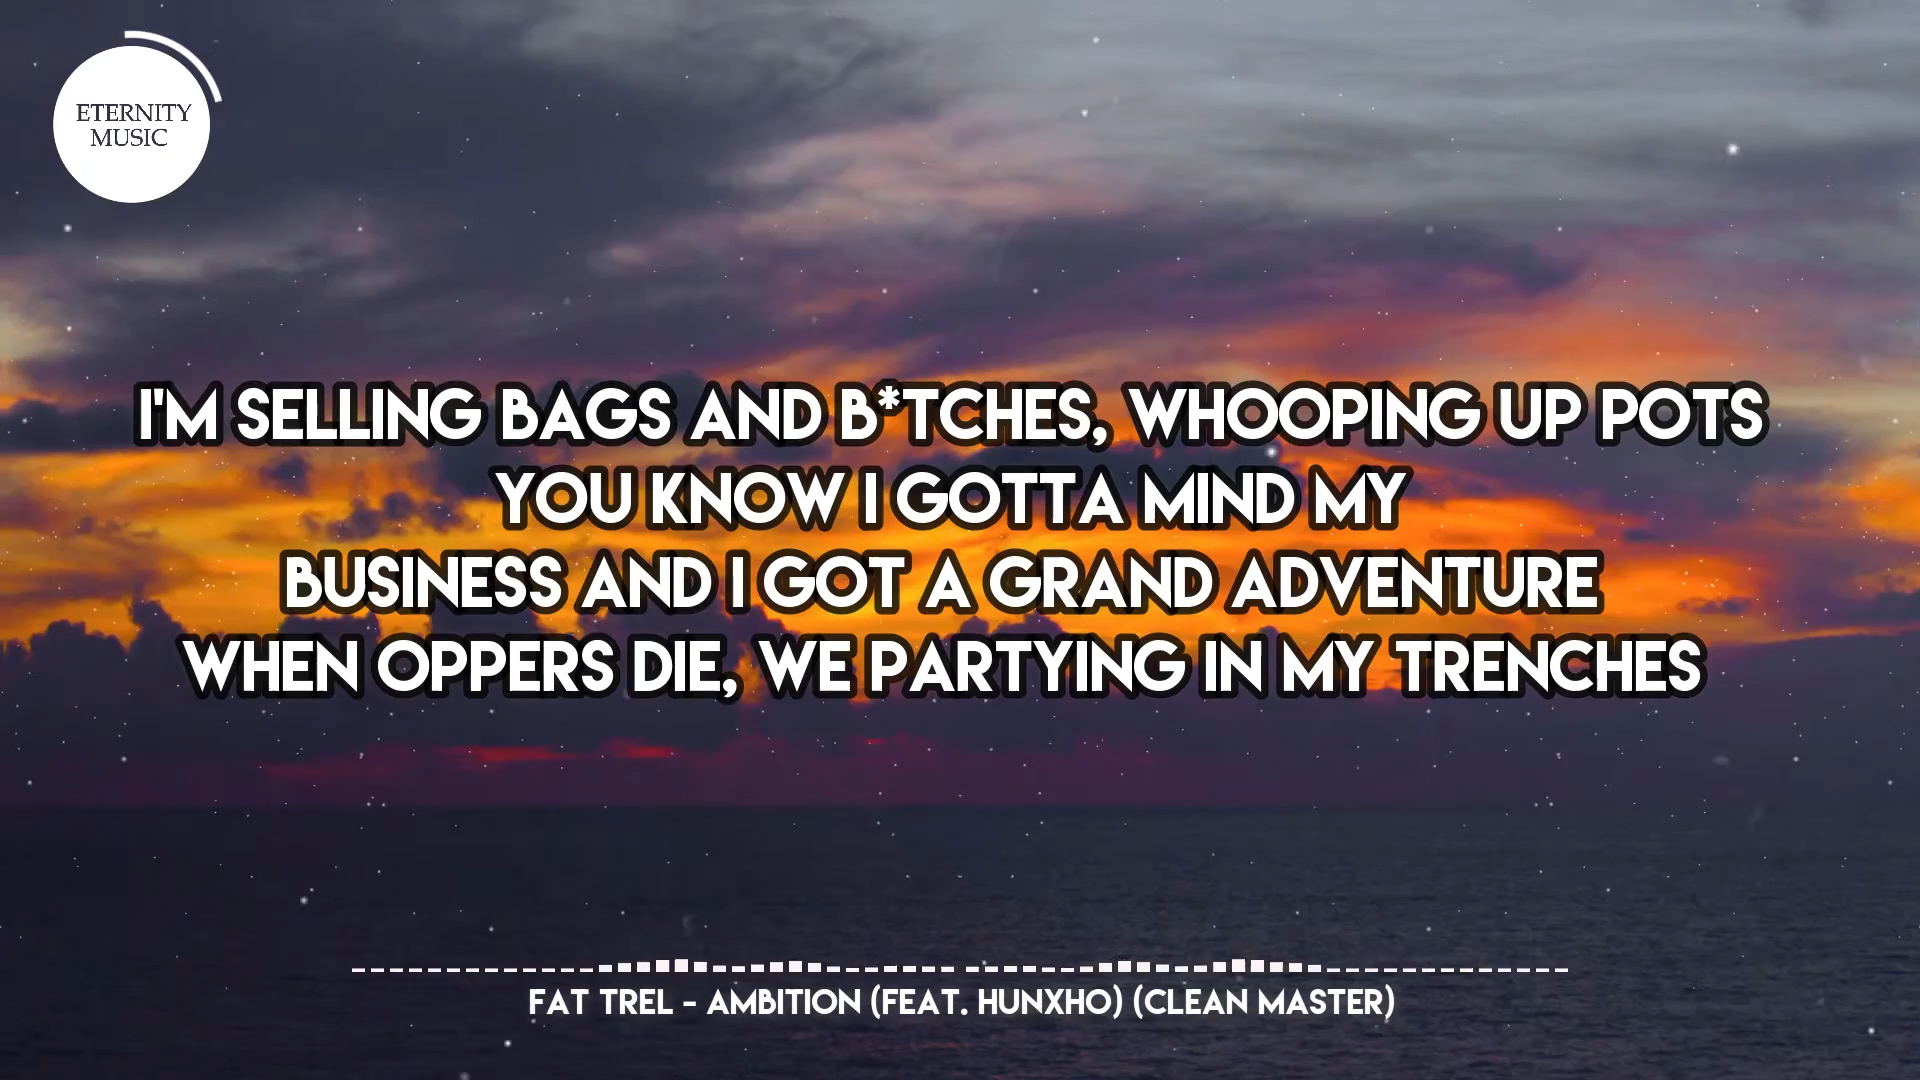 ETERNITY
MUSIC
I'M SELLING BAGS AND B*TCHES, WHOOPING UP POTS
YOU KNOW I GOTTA MIND MY
BUSINESS AND I GOT A GRAND ADVENTURE
WHEN OPPERS DIE, WE PARTYING IN MY TRENCHES
FAT TREL - AMBITION (FEAT. HUNXHO) (CLEAN MASTER)